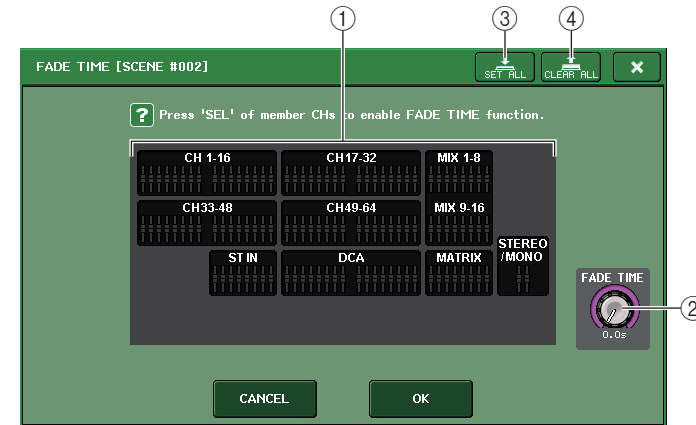 ① ③ ④
FADE TIME [SCENE #002]
SET ALL
CLEAR ALL
?
Press 'SEL' of member CHs to enable FADE TIME function.
CH 1-16
CH17-32
MIX 1-8
CH33-48
CH49-64
MIX 9-16
ST IN
DCA
MATRIX
STEREO
/MONO
FADE TIME
②
0.0s
CANCEL
OK